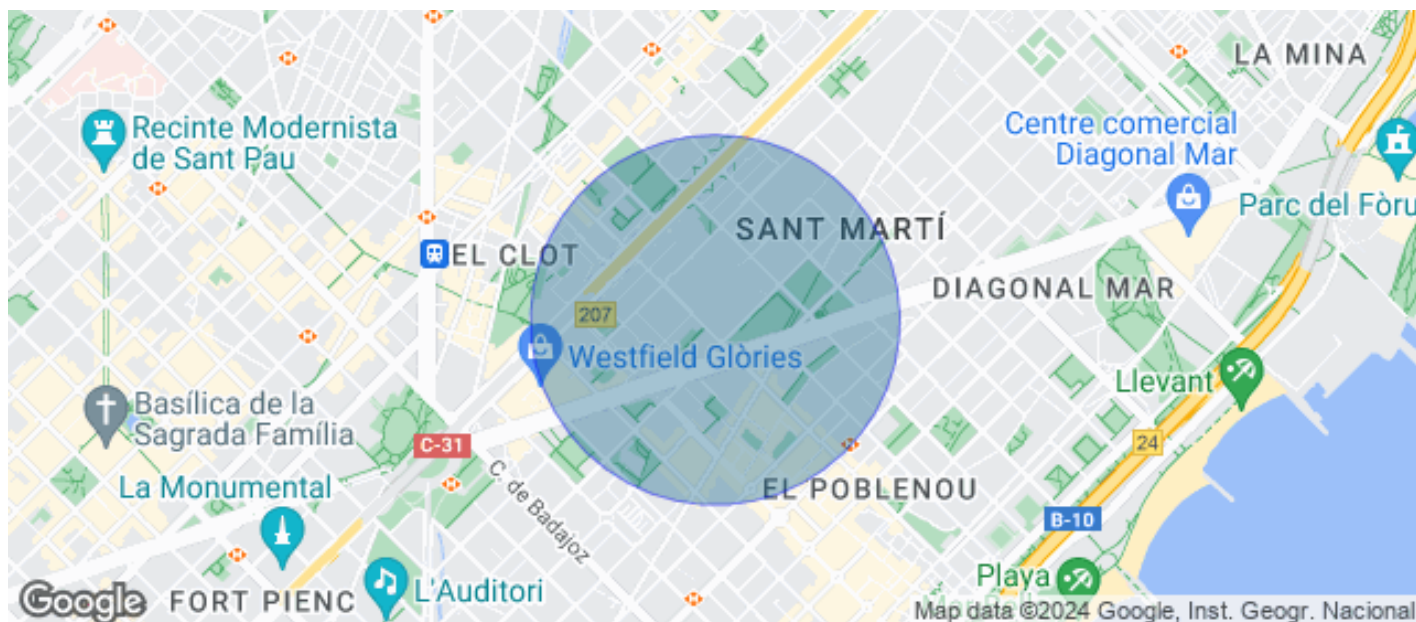 LA MINA
Recinte Modernista
de Sant Pau
Centre comercial
Diagonal Mar
Parc del Fòru
SANT MARTÍ
EL CLOT
DIAGONAL MAR
207
Westfield Glòries
Llevant
Basílica de la
Sagrada Família
C-31
24
La Monumental
C. de Badajoz
EL POBLENOU
B-10
Playa
L'Auditori
Google
FORT PIENC
Map data ©2024 Google, Inst. Geogr. Nacional